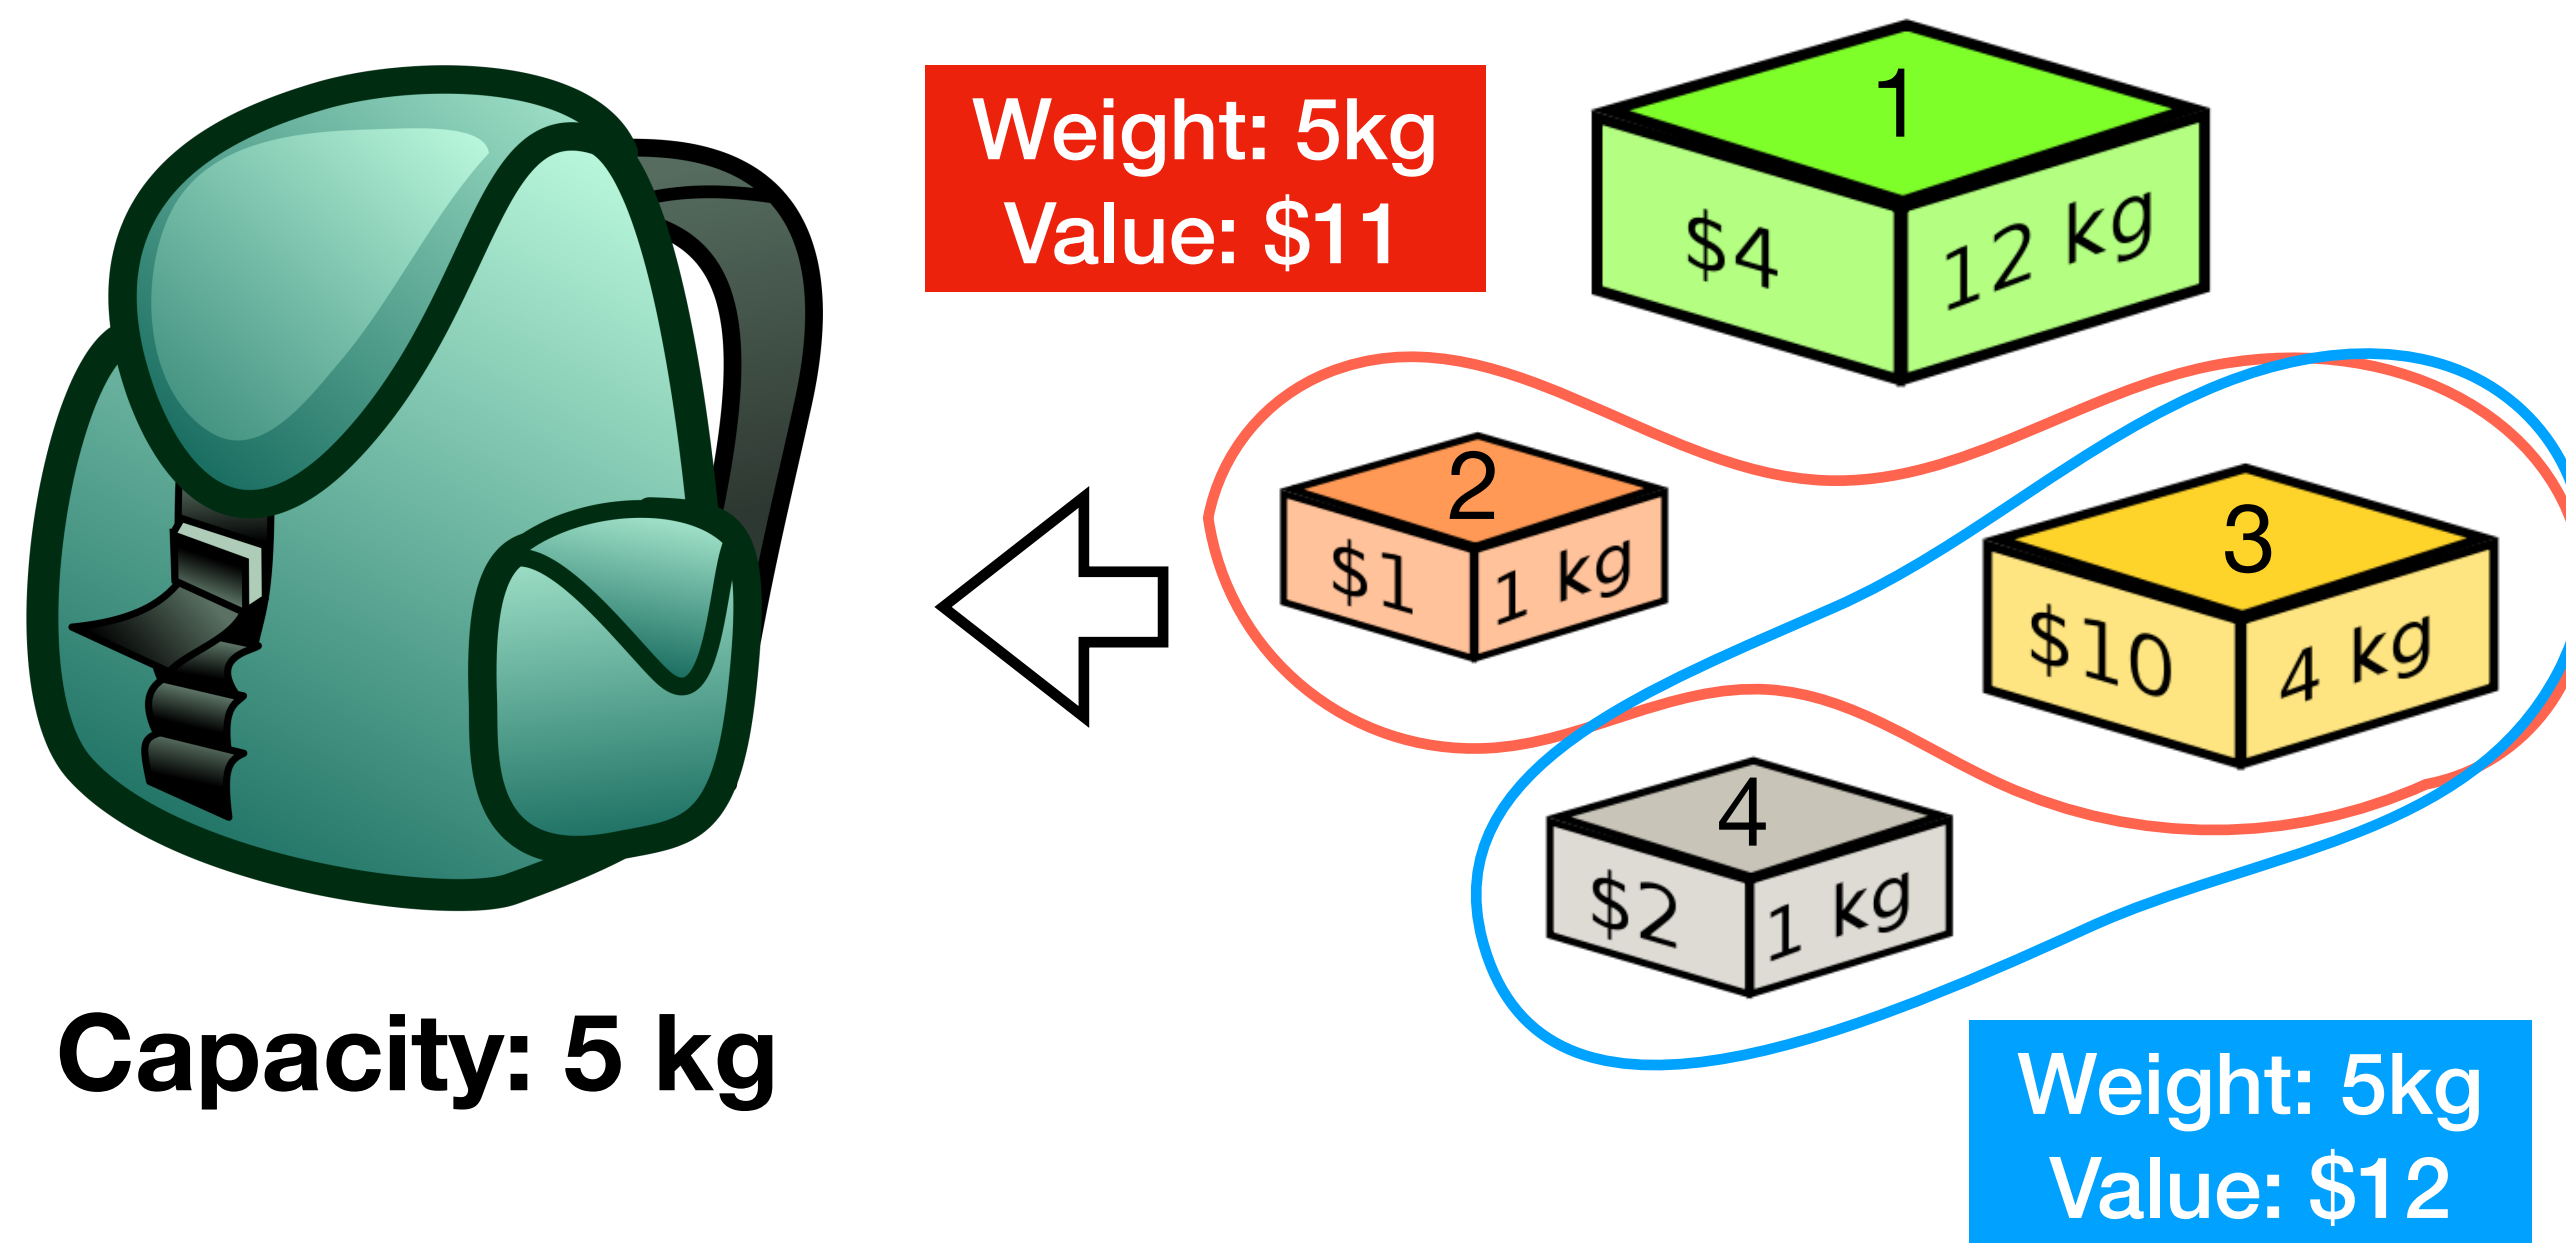 Weight: 5kg
Value: $11
1
$4
12 kg
2
$1
1 kg
3
$10
4 kg
4
$2
1 kg
Capacity: 5 kg
Weight: 5kg
Value: $12